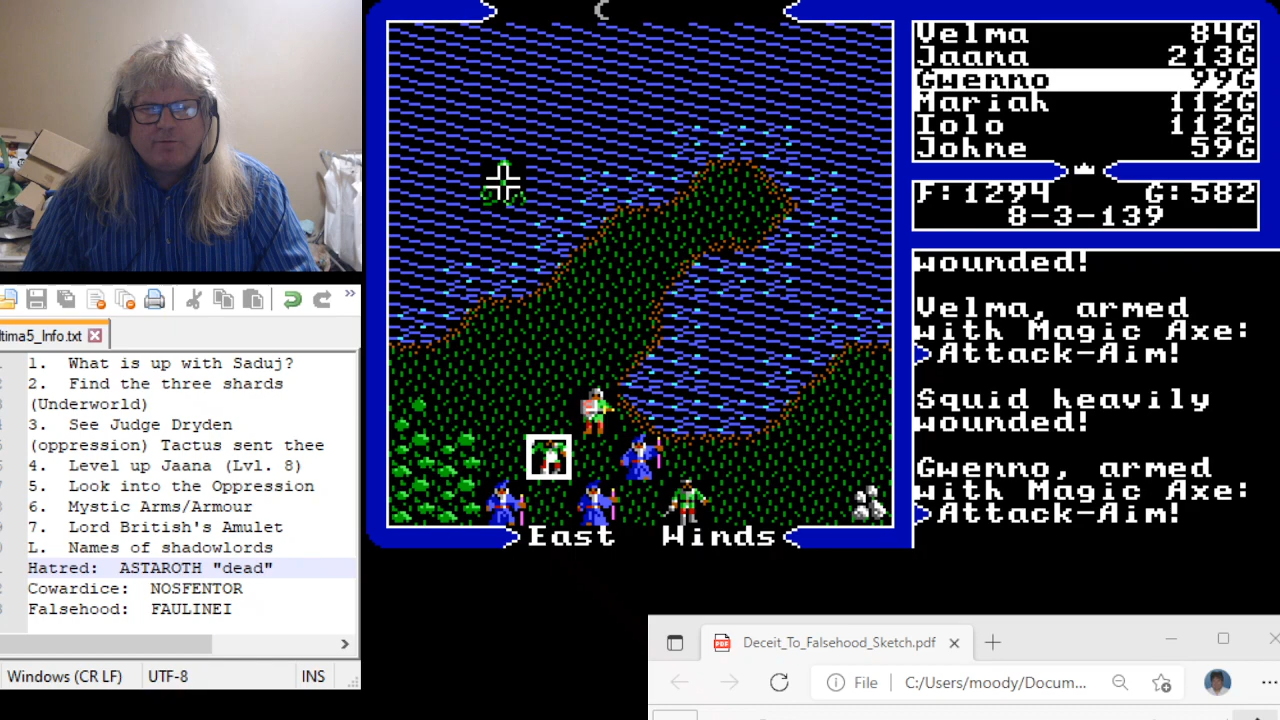 Velma 84G
Jaana 213G
Gwenno 99G
Mariah 112G
Iolo 112G
Johne 59G
F:1294 G:582
8-3-139
wounded!
Velma, armed
with Magic Axe:
Attack-Aim!
Squid heavily
wounded!
Gwenno, armed
with Magic Axe:
Attack-Aim!
East Winds
ltima5_Info.txt
1. What is up with Saduj?
2. Find the three shards
(Underworld)
3. See Judge Dryden
(oppression) Tactus sent thee
4. Level up Jaana (Lvl. 8)
5. Look into the Oppression
6. Mystic Arms/Armour
7. Lord British's Amulet
L. Names of shadowlords
Hatred: ASTAROTH "dead"
Cowardice: NOSFENTOR
Falsehood: FAULINEI
Windows (CR LF) UTF-8 INS
Deceit_To_Falsehood_Sketch.pdf
File C:/Users/moody/Docum...